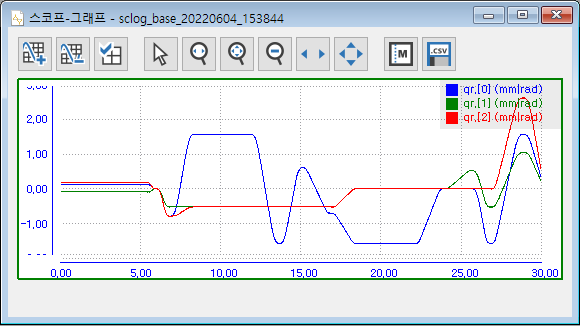 스코프-그래프 - sclog_base_20220604_153844
M
.CSV
3,00
2,00
1,00
0,00
-1,00
qr,[0] (mm|rad)
qr,[1] (mm|rad)
qr,[2] (mm|rad)
0,00 5,00 10,00 15,00 20,00 25,00 30,00